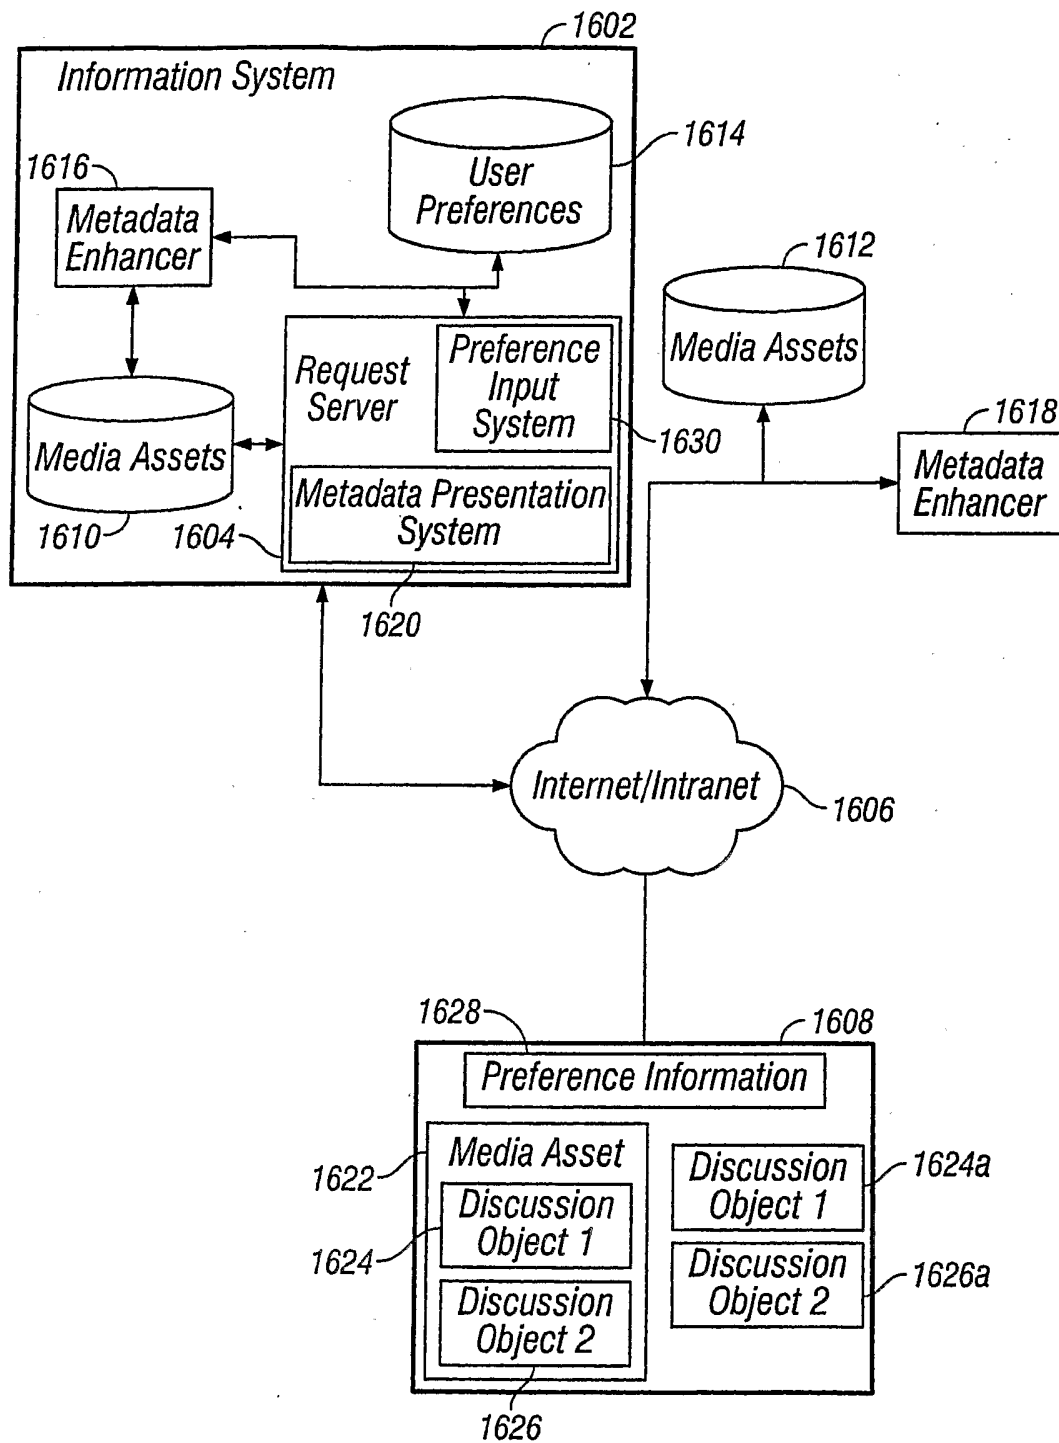 1602
Information System
1614
User
Preferences
1616
Metadata
Enhancer
1612
Media Assets
Preference
Input
System
Request
Server
1630
1618
Metadata
Enhancer
Media Assets
Metadata Presentation
System
1610
1604
1620
Internet/Intranet
1606
1628
1608
Preference Information
Media Asset
1622
Discussion
Object 1
1624
Discussion
Object 2
1626
Discussion
Object 1
1624a
Discussion
Object 2
1626a